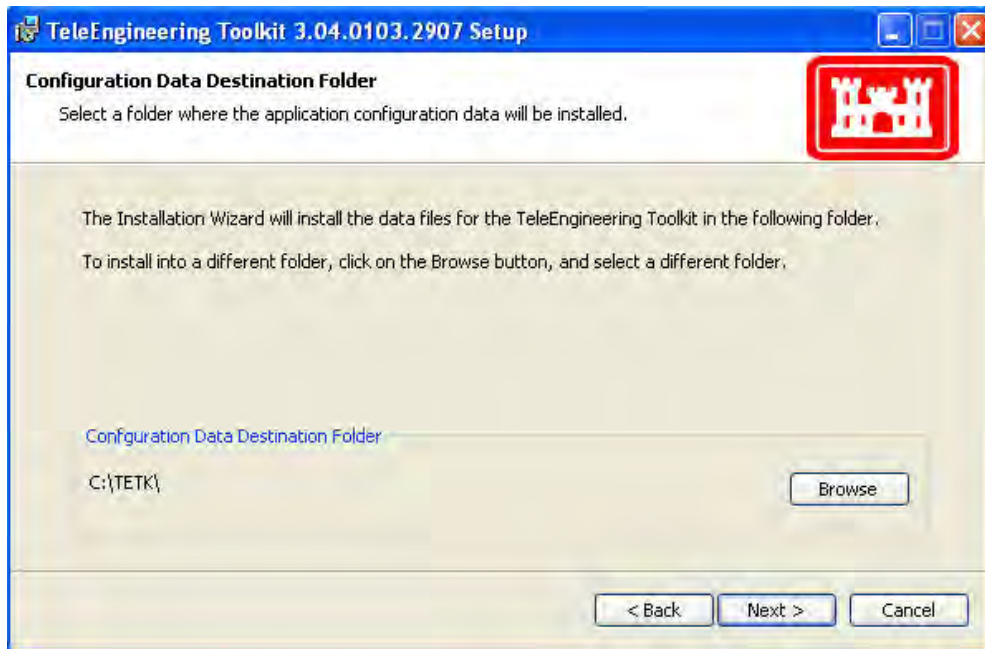 TeleEngineering Toolkit 3.04.0103.2907 Setup
Configuration Data Destination Folder
Select a folder where the application configuration data will be installed.
The Installation Wizard will install the data files for the TeleEngineering Toolkit in the following folder.
To install into a different folder, click on the Browse button, and select a different folder.
Confguration Data Destination Folder
C:\TETK\
Browse
< Back
Next >
Cancel